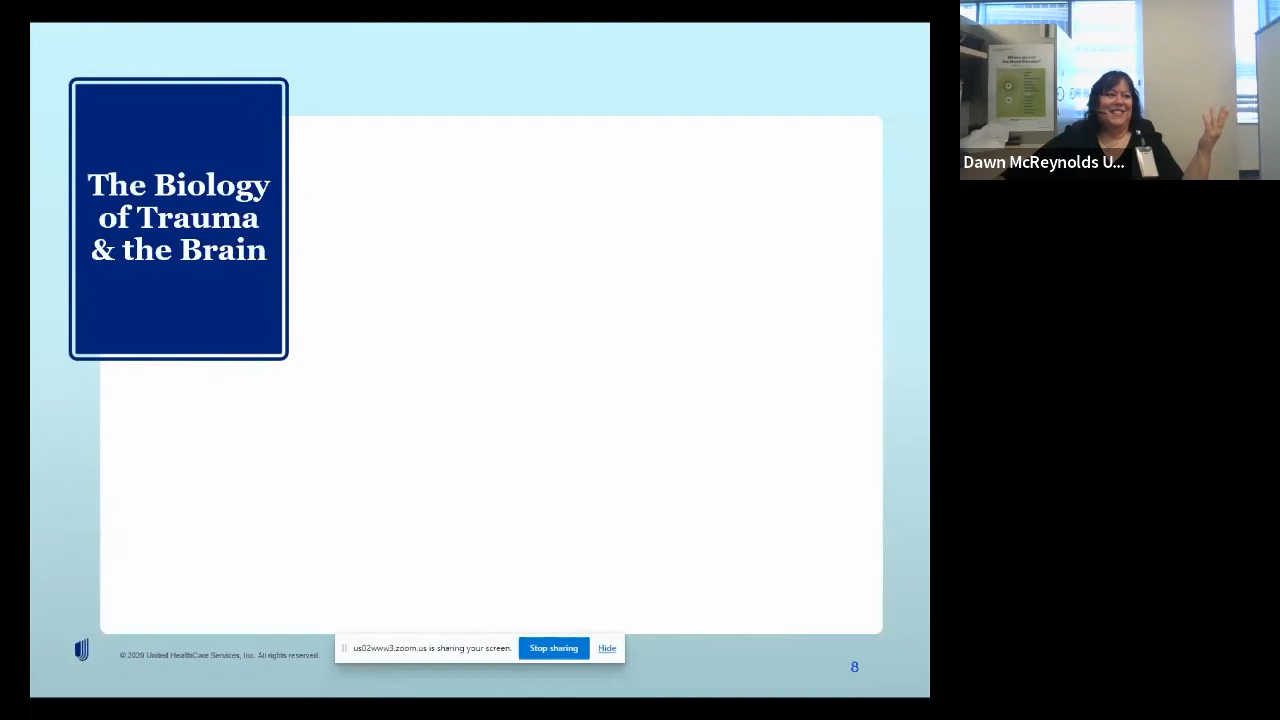 The Biology
of Trauma
& the Brain
© 2020 United HealthCare Services, Inc. All rights reserved.
us02www3.zoom.us is sharing your screen.
Stop sharing
Hide
8
Dawn McReynolds U...